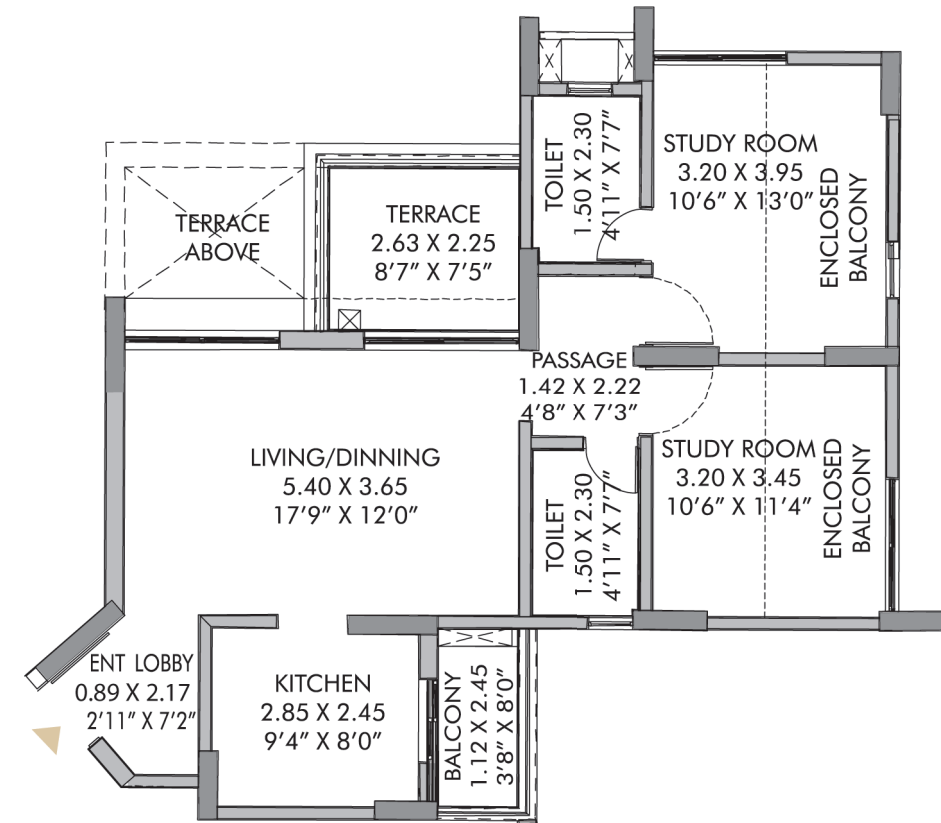 TOILET
1.50 X 2.30
4'11" X 7'7"
STUDY ROOM
3.20 X 3.95
10'6" X 13'0"
ENCLOSED
BALCONY
TERRACE
ABOVE
TERRACE
2.63 X 2.25
8'7" X 7'5"
PASSAGE
1.42 X 2.22
4'8" X 7'3"
LIVING/DINNING
5.40 X 3.65
17'9" X 12'0"
TOILET
1.50 X 2.30
4'11" X 7'7"
STUDY ROOM
3.20 X 3.45
10'6" X 11'4"
ENCLOSED
BALCONY
ENT LOBBY
0.89 X 2.17
2'11" X 7'2"
KITCHEN
2.85 X 2.45
9'4" X 8'0"
BALCONY
1.12 X 2.45
3'8" X 8'0"